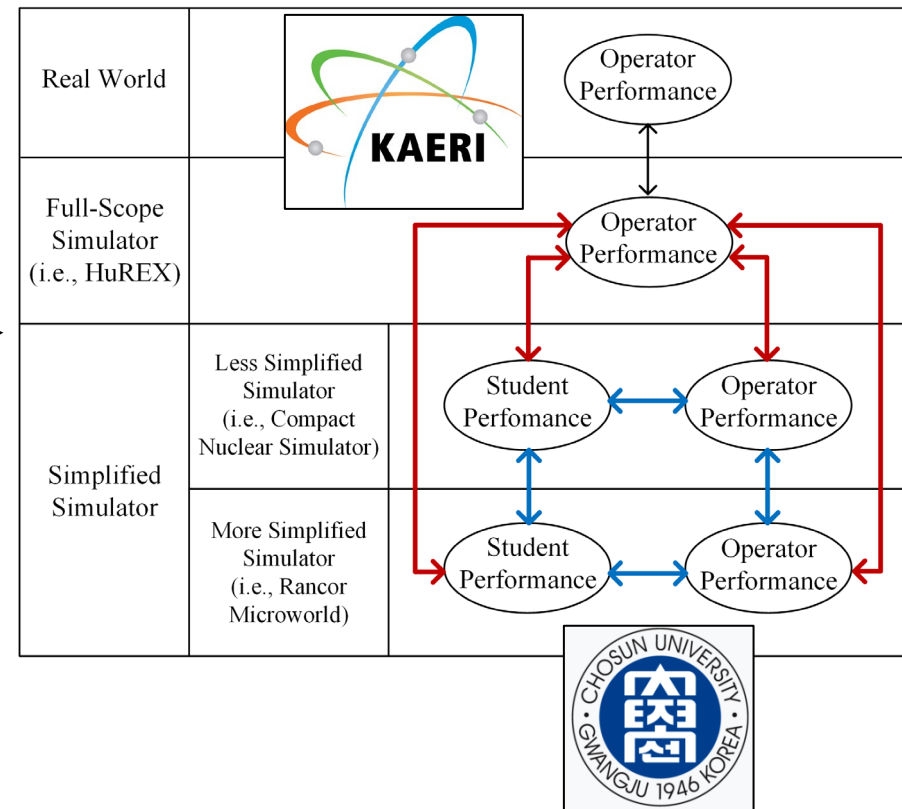 Real World
KAERI
Operator
Performance
Full-Scope
Simulator
(i.e., HuREX)
Operator
Performance
Simplified
Simulator
Less Simplified
Simulator
(i.e., Compact
Nuclear Simulator)
Student
Perfomance
Operator
Performance
More Simplified
Simulator
(i.e., Rancor
Microworld)
Student
Performance
Operator
Performance
CHOSUN UNIVERSITY
GWANGJU 1946 KOREA